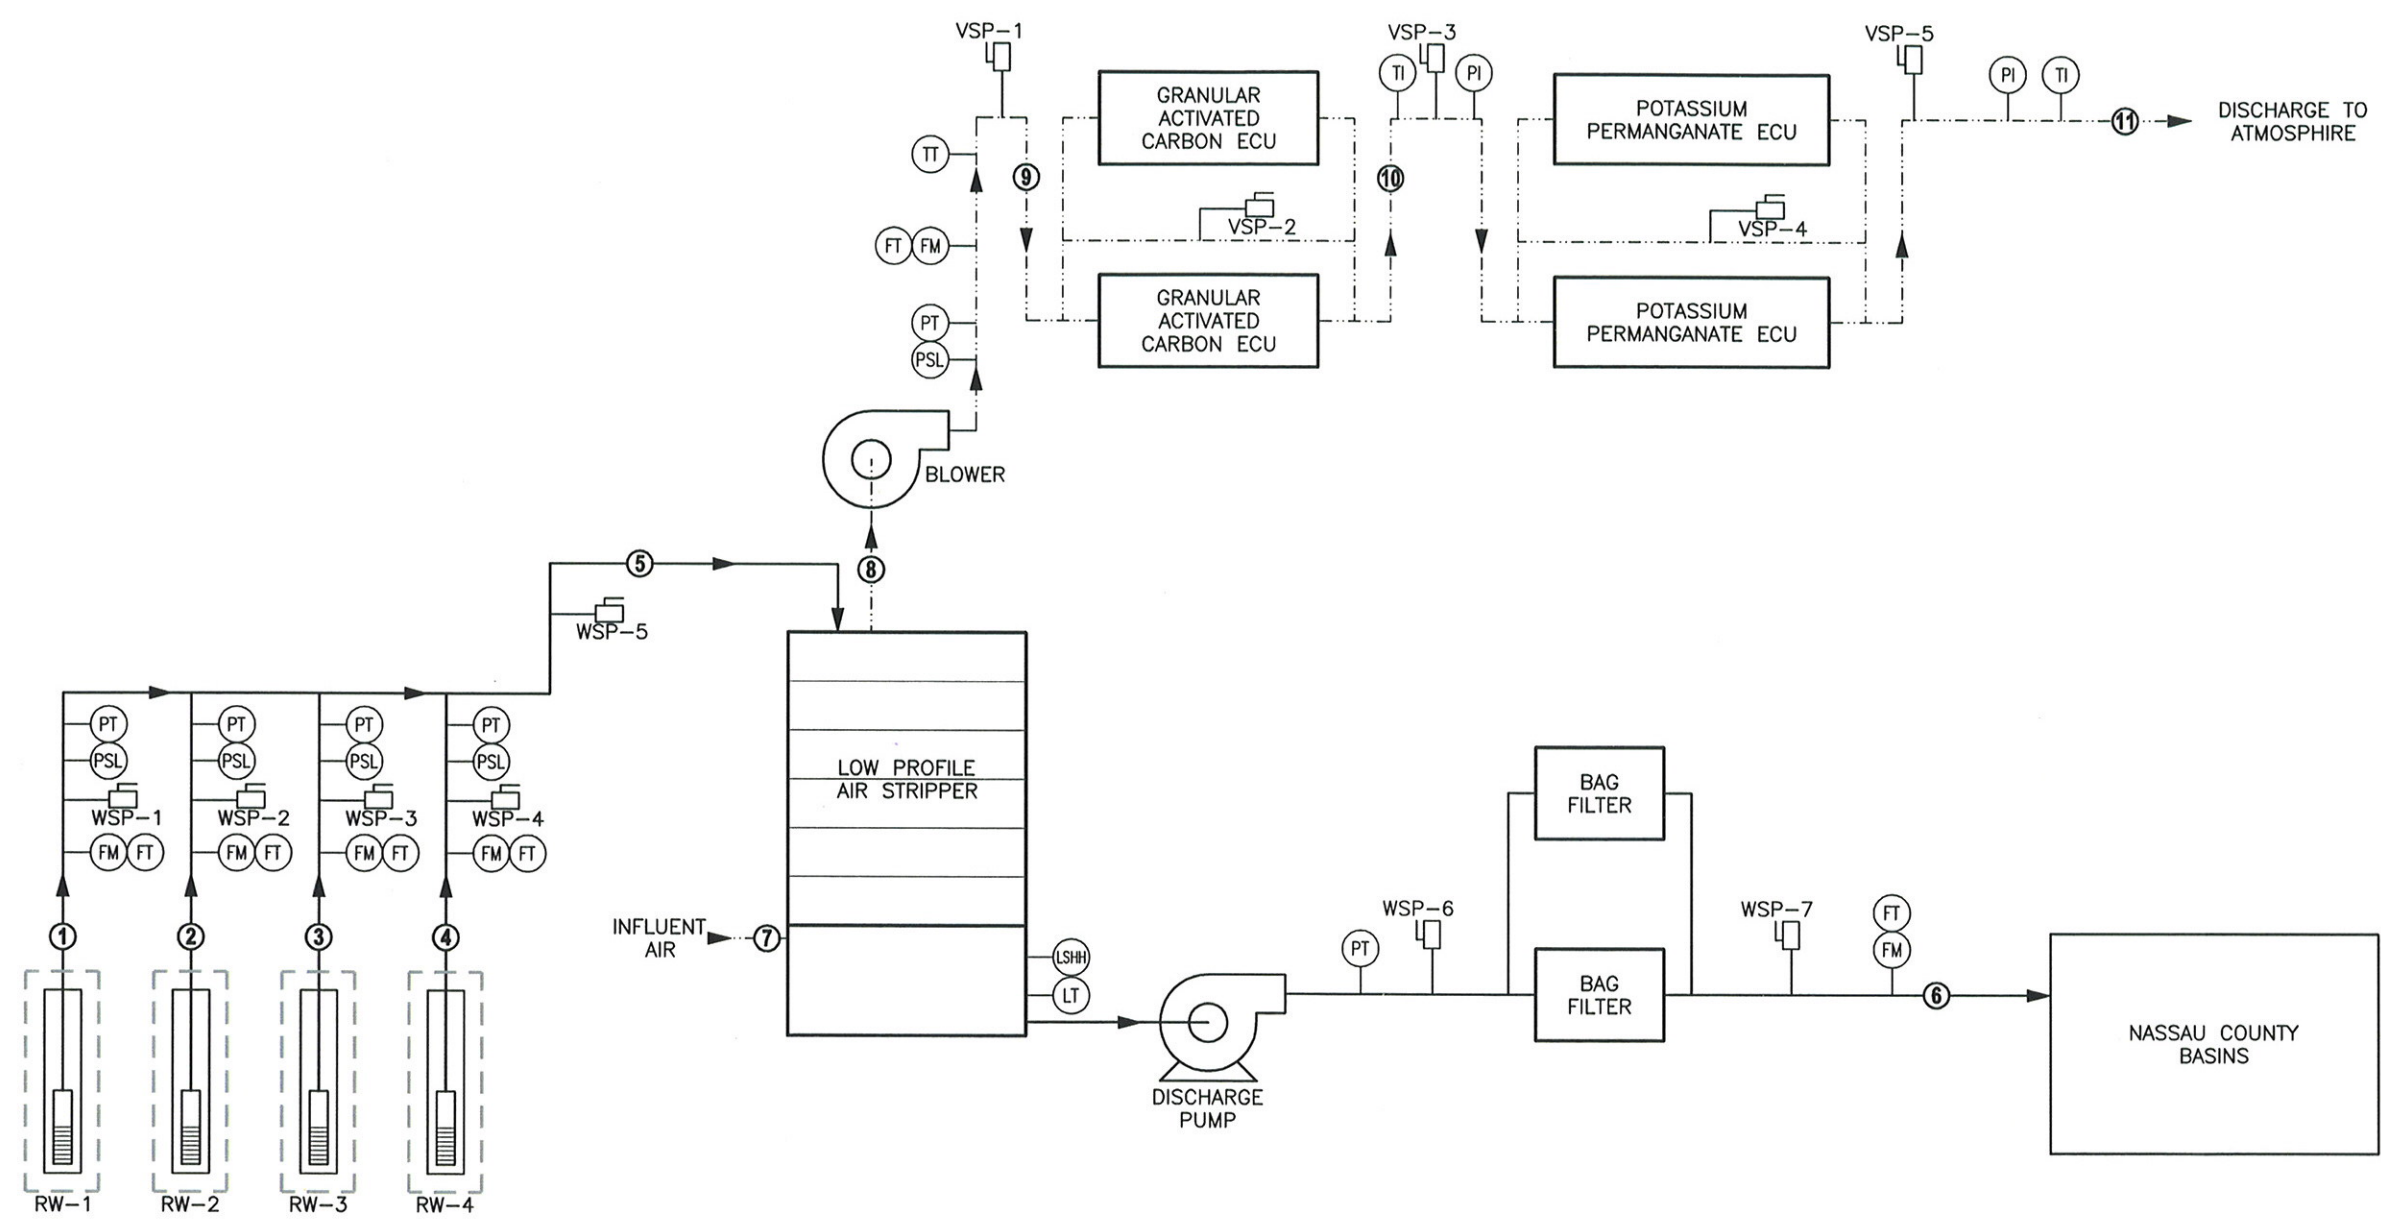 VSP-1
VSP-3
VSP-5
TI
PI
PI
TI
GRANULAR
ACTIVATED
CARBON ECU
POTASSIUM
PERMANGANATE ECU
11
DISCHARGE TO
ATMOSPHIRE
TT
9
10
VSP-2
VSP-4
FT
FM
GRANULAR
ACTIVATED
CARBON ECU
POTASSIUM
PERMANGANATE ECU
PT
PSL
BLOWER
5
8
WSP-5
PT
PSL
WSP-1
FM
FT
1
RW-1
PT
PSL
WSP-2
FM
FT
2
RW-2
PT
PSL
WSP-3
FM
FT
3
RW-3
PT
PSL
WSP-4
FM
FT
4
RW-4
LOW PROFILE
AIR STRIPPER
INFLUENT
AIR
7
LSHH
LT
DISCHARGE
PUMP
PT
WSP-6
BAG
FILTER
BAG
FILTER
WSP-7
FT
FM
6
NASSAU COUNTY
BASINS